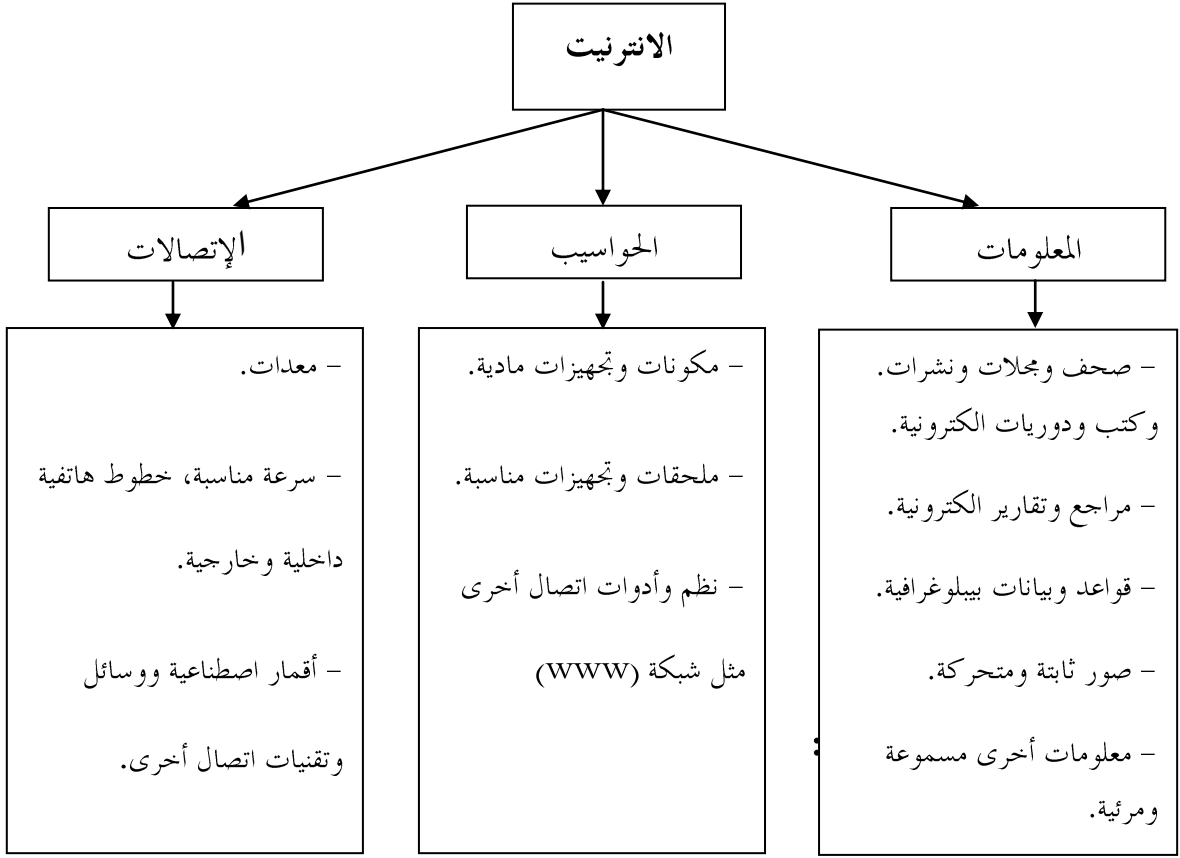 الانترنيت
المعلومات
الحواسيب
الإتصالات
– صحف ومجلات ونشرات.
وكتب ودوريات الكترونية.
– مراجع وتقارير الكترونية.
– قواعد وبيانات بيبلوغرافية.
– صور ثابتة ومتحركة.
– معلومات أخرى مسموعة
ومرئية.
– مكونات وتجهيزات مادية.
– ملحقات وتجهيزات مناسبة.
– نظم وأدوات اتصال أخرى
مثل شبكة (WWW)
– معدات.
– سرعة مناسبة، خطوط هاتفية
داخلية وخارجية.
– أقمار اصطناعية ووسائل
وتقنيات اتصال أخرى.